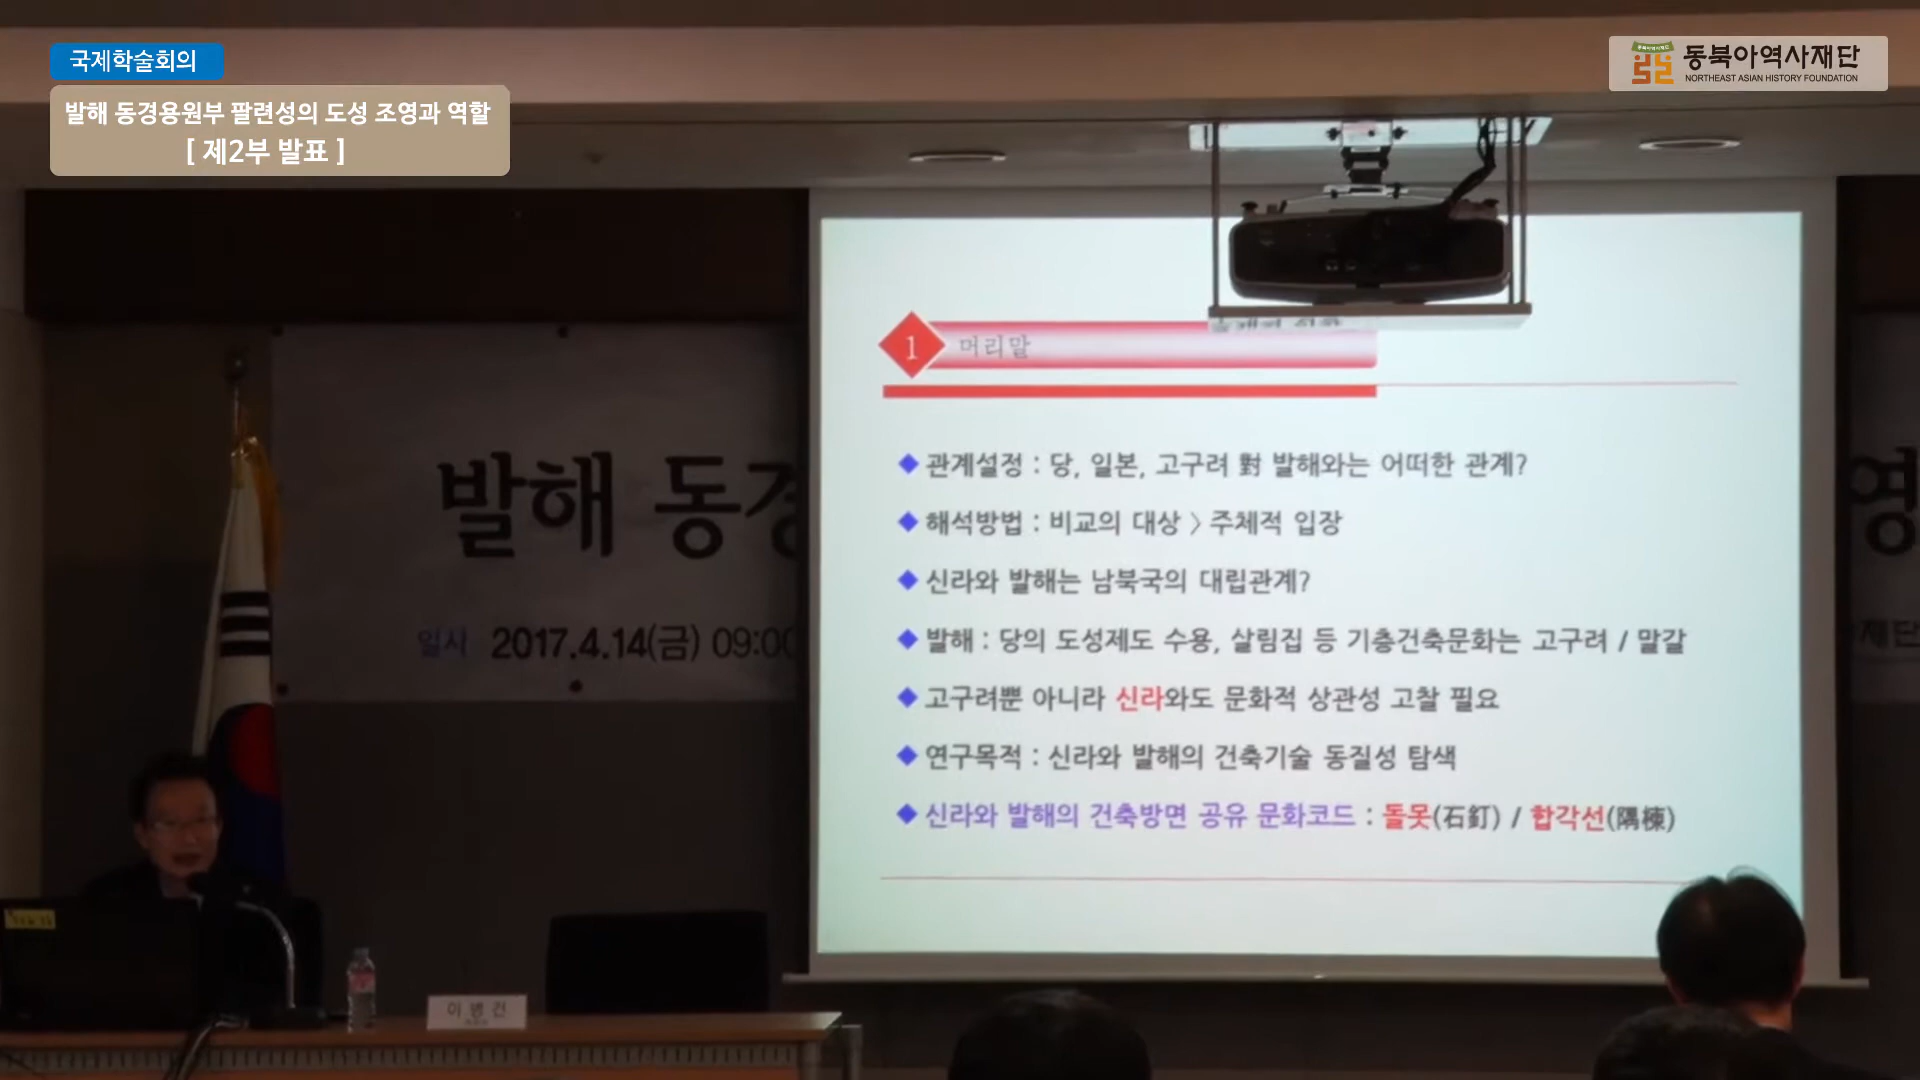 국제학술회의
발해 동경용원부 팔련성의 도성 조영과 역할
[ 제2부 발표 ]
동북아역사재단
NORTHEAST ASIAN HISTORY FOUNDATION
1 머리말
◆ 관계설정 : 당, 일본, 고구려 對 발해와는 어떠한 관계?
◆ 해석방법 : 비교의 대상 > 주체적 입장
◆ 신라와 발해는 남북국의 대립관계?
◆ 발해 : 당의 도성제도 수용, 살림집 등 기층건축문화는 고구려 / 말갈
◆ 고구려뿐 아니라 신라와도 문화적 상관성 고찰 필요
◆ 연구목적 : 신라와 발해의 건축기술 동질성 탐색
◆ 신라와 발해의 건축방면 공유 문화코드 : 돌못(石釘) / 합각선(隅棟)
발해 동경
영
일시 2017.4.14(금) 09:00
재단
이 병 건